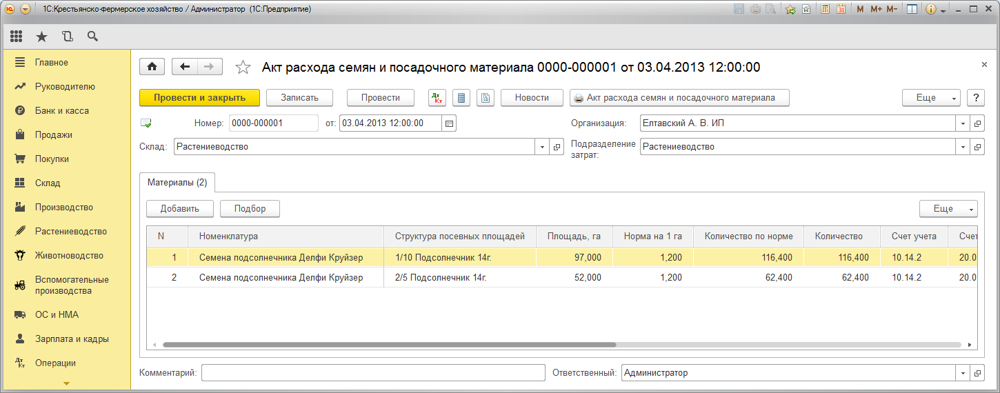 1С:Крестьянско-фермерское хозяйство / Администратор (1С:Предприятие)
M M+ M-
Главное
Руководителю
Банк и касса
Продажи
Покупки
Склад
Производство
Растениеводство
Животноводство
Вспомогательные
производства
ОС и НМА
Зарплата и кадры
Операции
Акт расхода семян и посадочного материала 0000-000001 от 03.04.2013 12:00:00
Провести и закрыть Записать Провести Новости Акт расхода семян и посадочного материала Еще ?
Номер: 0000-000001 от: 03.04.2013 12:00:00 Организация: Елтавский А. В. ИП
Склад: Растениеводство Подразделение затрат: Растениеводство
Материалы (2)
Добавить Подбор Еще
N Номенклатура Структура посевных площадей Площадь, га Норма на 1 га Количество по норме Количество Счет учета Счет
1 Семена подсолнечника Делфи Круйзер 1/10 Подсолнечник 14г. 97,000 1,200 116,400 116,400 10.14.2 20.0
2 Семена подсолнечника Делфи Круйзер 2/5 Подсолнечник 14г. 52,000 1,200 62,400 62,400 10.14.2 20.0
Комментарий: Ответственный: Администратор